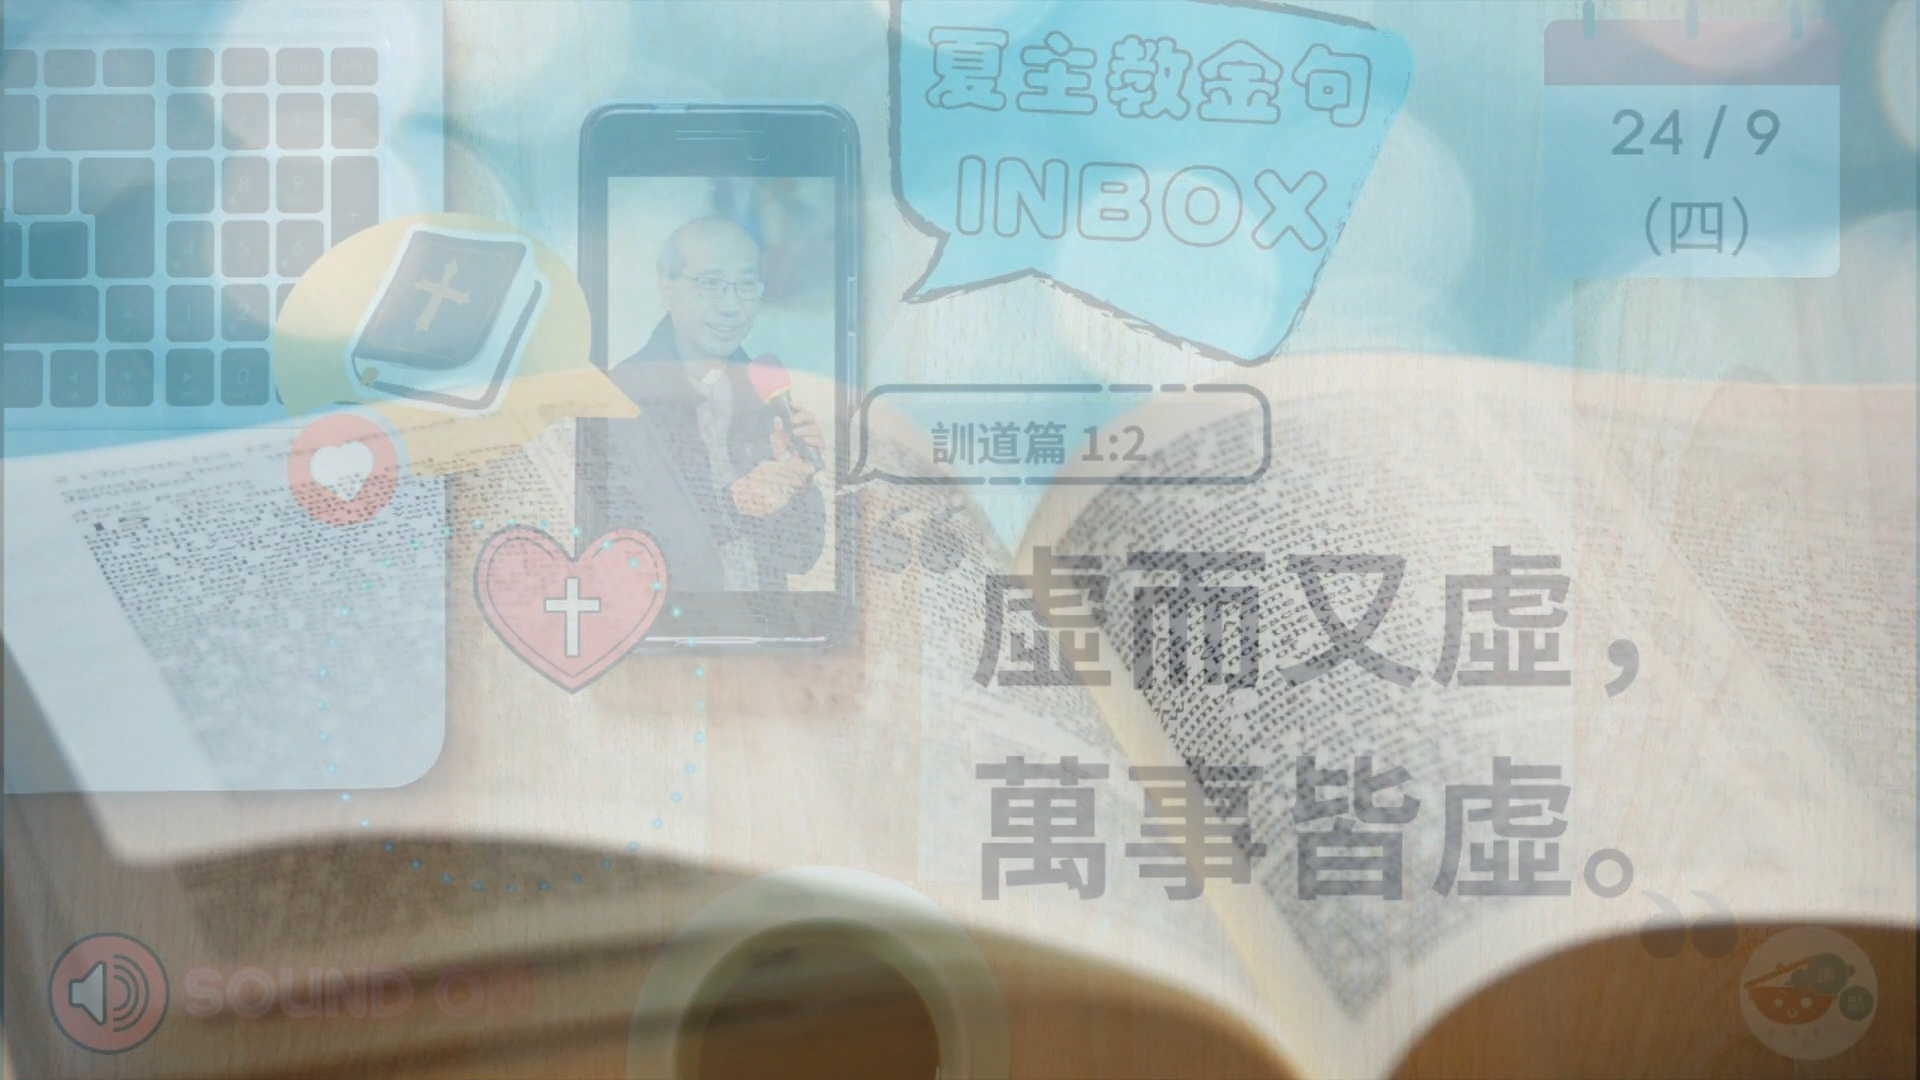 夏主教金句
INBOX
24 / 9
(四)
訓道篇 1:2
“
虛而又虛，
萬事皆虛。
”
SOUND ON